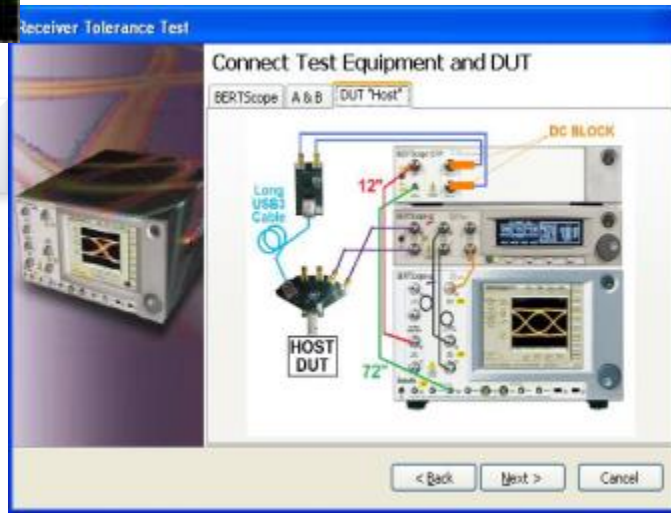 Receiver Tolerance Test
Connect Test Equipment and DUT
BERTScope A & B DUT "Host"
DC BLOCK
12"
Long
USB3
Cable
HOST
DUT
72"
< Back Next > Cancel